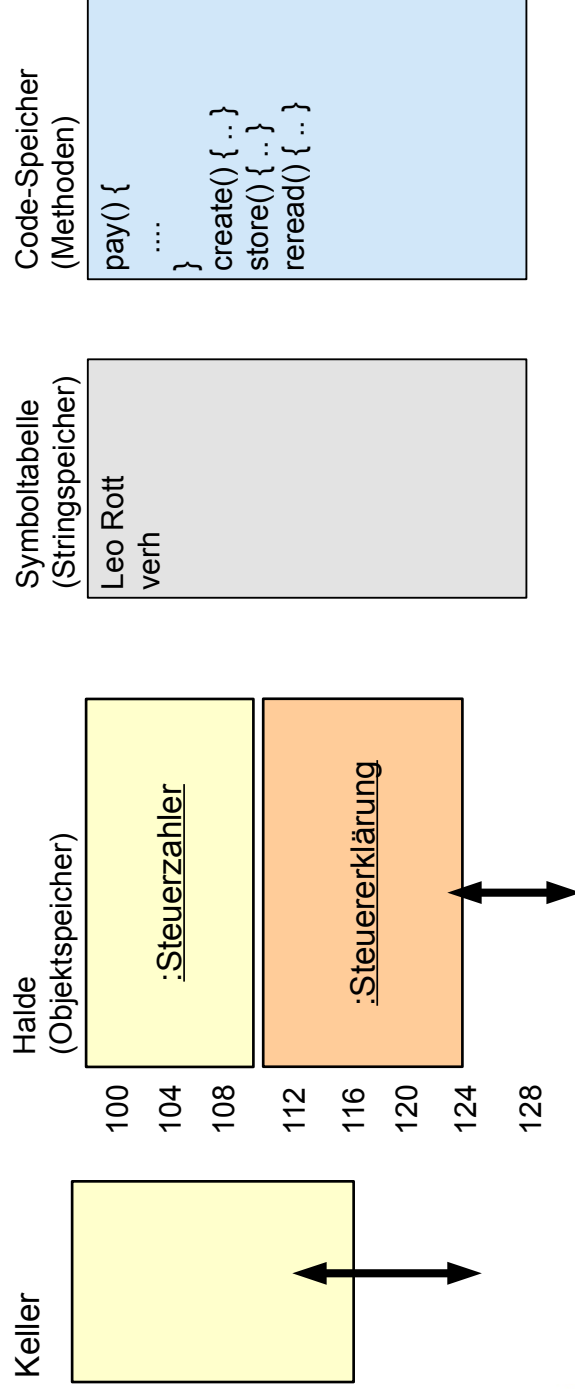 Keller
Halde
(Objektspeicher)
100
104
108
112
116
120
124
128
:Steuerzahler
:Steuererklärung
Symboltabelle
(Stringspeicher)
Leo Rott
verh
Code-Speicher
(Methoden)
pay() {
....
}
create() { .. }
store() { .. }
reread() { .. }